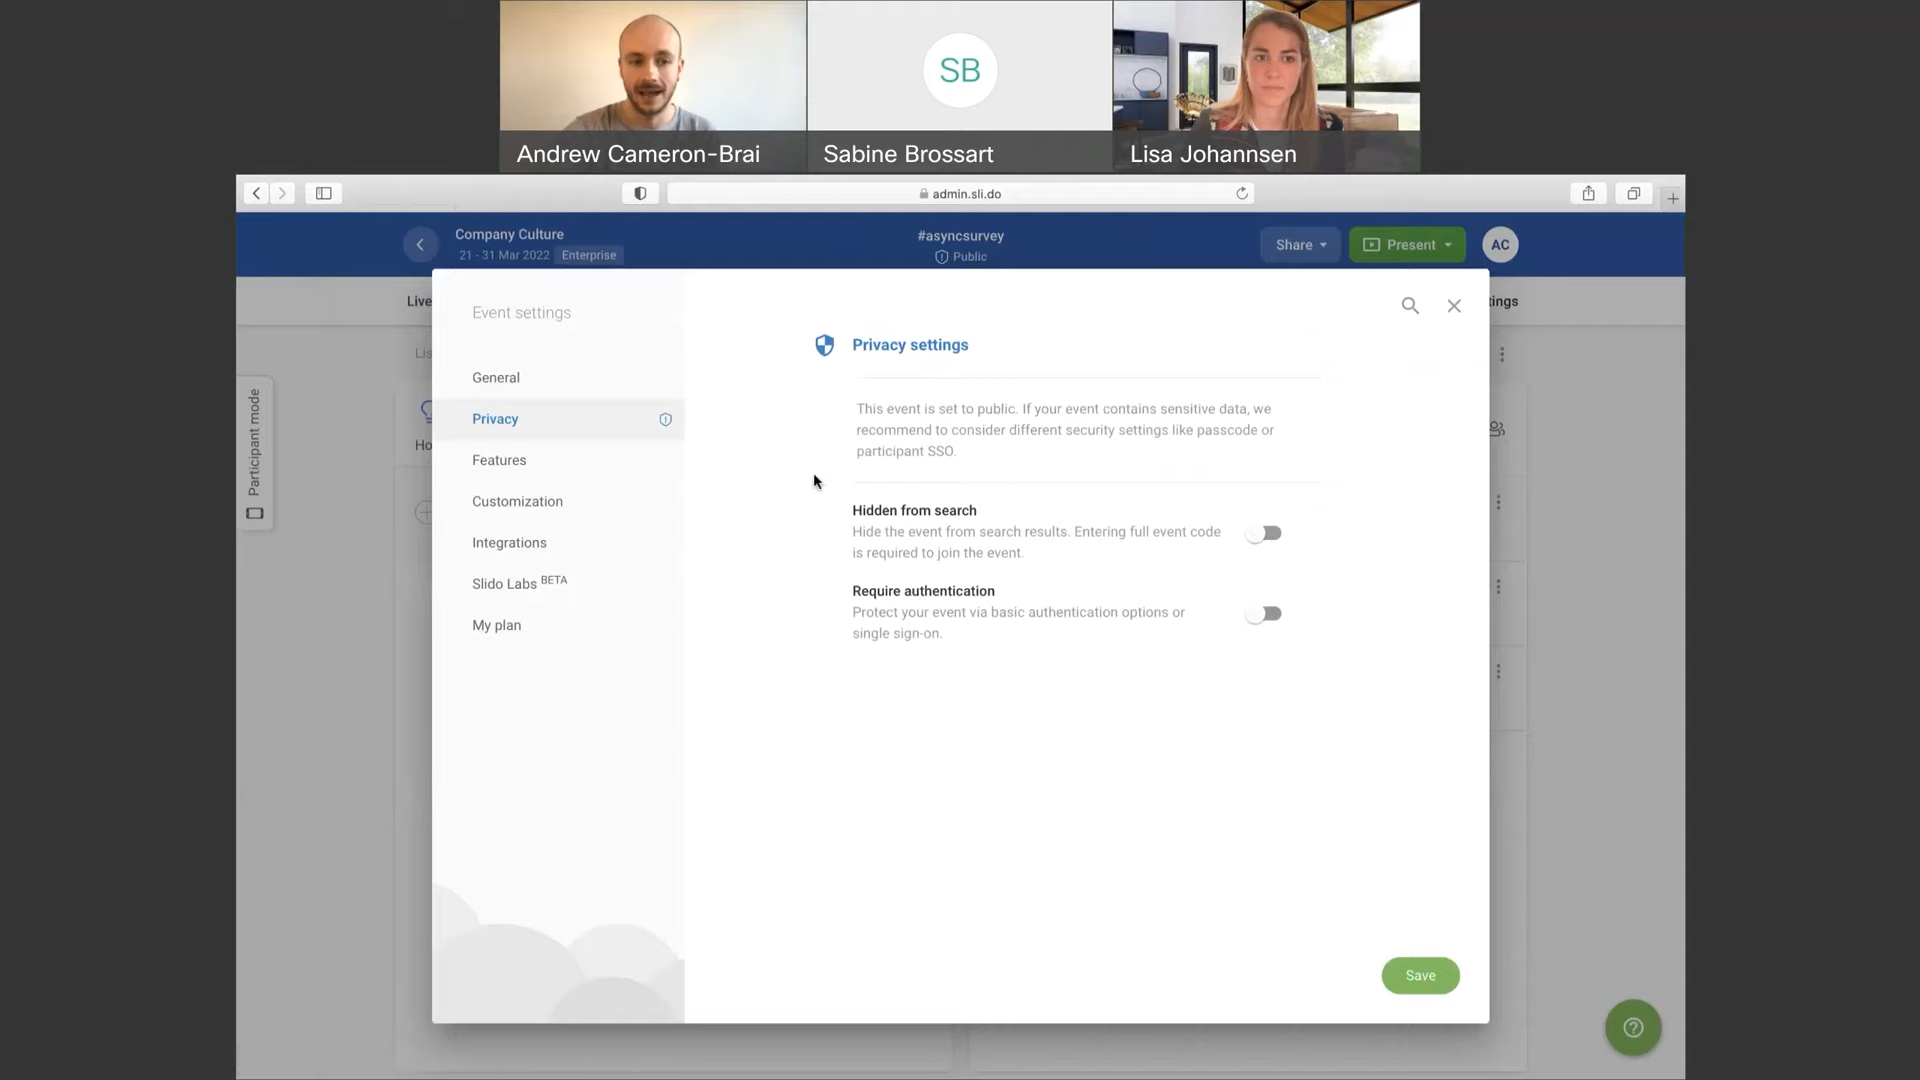 SB
Andrew Cameron-Brai
Sabine Brossart
Lisa Johannsen
admin.sli.do
Company Culture
21 - 31 Mar 2022 Enterprise
#asyncsurvey
Public
Share
Present
AC
Live
tings
Lis
Participant mode
Ho
Event settings
General
Privacy
Features
Customization
Integrations
Slido Labs BETA
My plan
Privacy settings
This event is set to public. If your event contains sensitive data, we
recommend to consider different security settings like passcode or
participant SSO.
Hidden from search
Hide the event from search results. Entering full event code
is required to join the event.
Require authentication
Protect your event via basic authentication options or
single sign-on.
Save